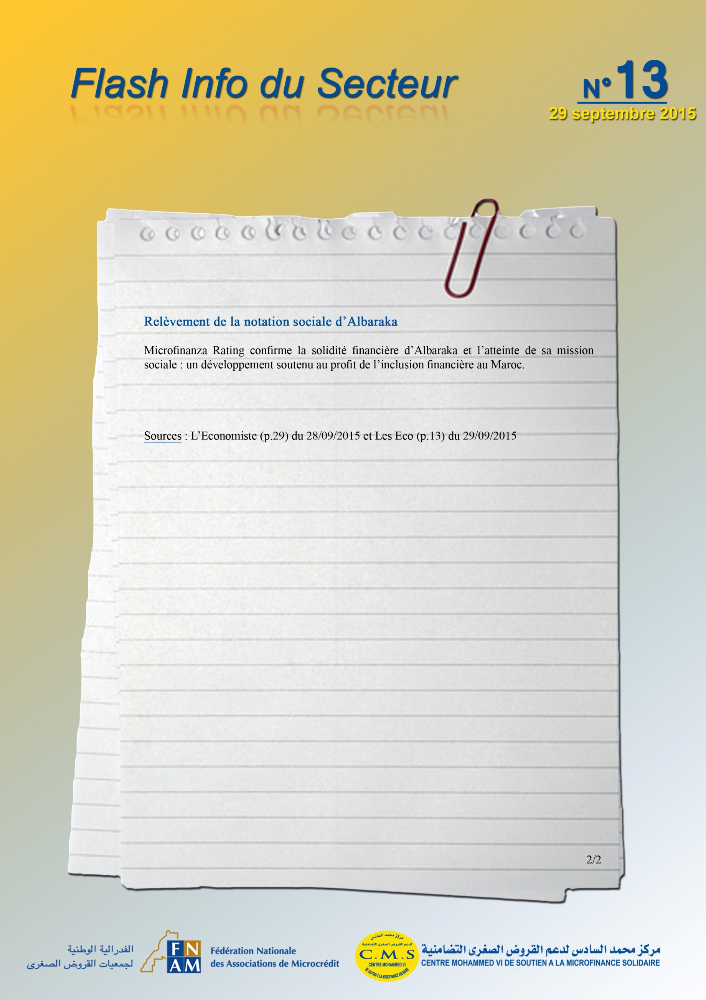 Flash Info du Secteur
N° 13
29 septembre 2015
Relèvement de la notation sociale d’Albaraka
Microfinanza Rating confirme la solidité financière d’Albaraka et l’atteinte de sa mission
sociale : un développement soutenu au profit de l’inclusion financière au Maroc.
Sources : L’Economiste (p.29) du 28/09/2015 et Les Eco (p.13) du 29/09/2015
2/2
الفدرالية الوطنية
لجمعيات القروض الصغرى
FN
AM
Fédération Nationale
des Associations de Microcrédit
مركز محمد السادس
لدعم القروض الصغرى التضامنية
C.M.S
CENTRE MOHAMMED VI
DE SOUTIEN À LA MICROFINANCE SOLIDAIRE
مركز محمد السادس لدعم القروض الصغرى التضامنية
CENTRE MOHAMMED VI DE SOUTIEN A LA MICROFINANCE SOLIDAIRE